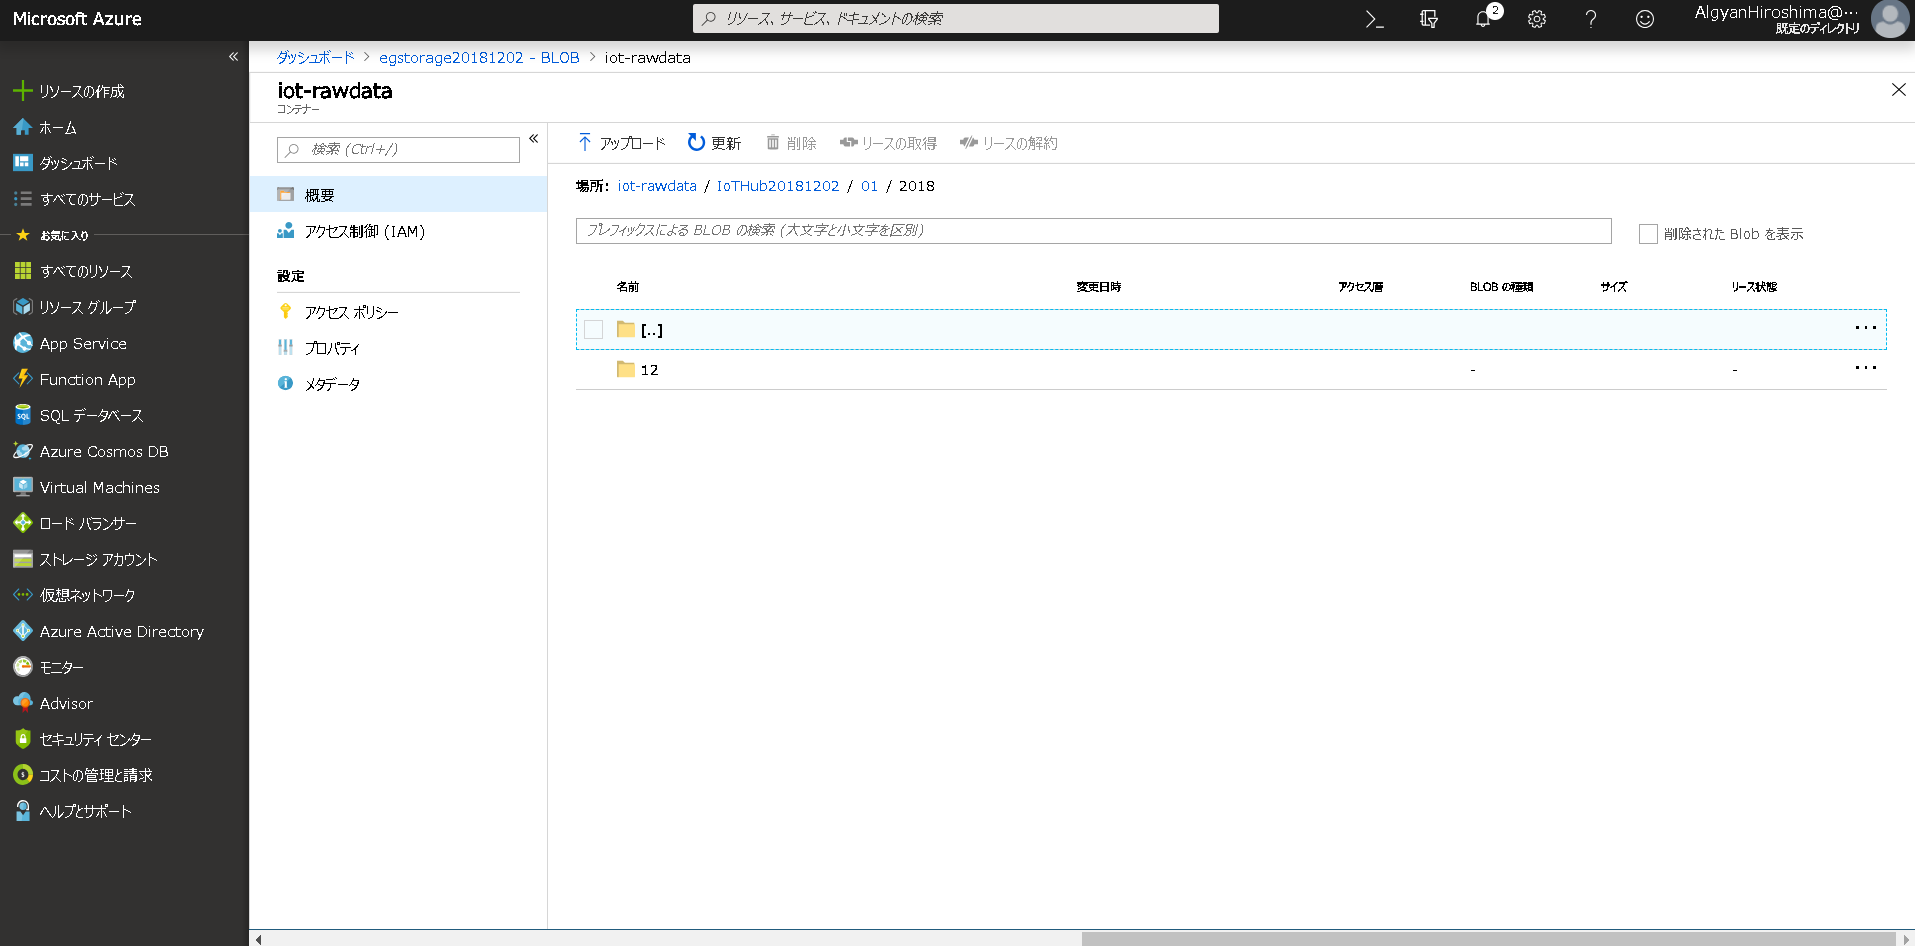 Microsoft Azure
リソース、サービス、ドキュメントの検索
2
AlgyanHiroshima@···
既定のディレクトリ
«
リソースの作成
ホーム
ダッシュボード
すべてのサービス
お気に入り
すべてのリソース
リソース グループ
App Service
Function App
SQL データベース
Azure Cosmos DB
Virtual Machines
ロード バランサー
ストレージ アカウント
仮想ネットワーク
Azure Active Directory
モニター
Advisor
セキュリティ センター
コストの管理と請求
ヘルプとサポート
ダッシュボード > egstorage20181202 - BLOB > iot-rawdata
iot-rawdata
コンテナー
検索 (Ctrl+/)
«
概要
アクセス制御 (IAM)
設定
アクセス ポリシー
プロパティ
メタデータ
アップロード 更新 削除 リースの取得 リースの解約
場所: iot-rawdata / IoTHub20181202 / 01 / 2018
プレフィックスによる BLOB の検索 (大文字と小文字を区別)
削除された Blob を表示
名前 変更日時 アクセス層 BLOB の種類 サイズ リース状態
[..] ···
12 - - ···